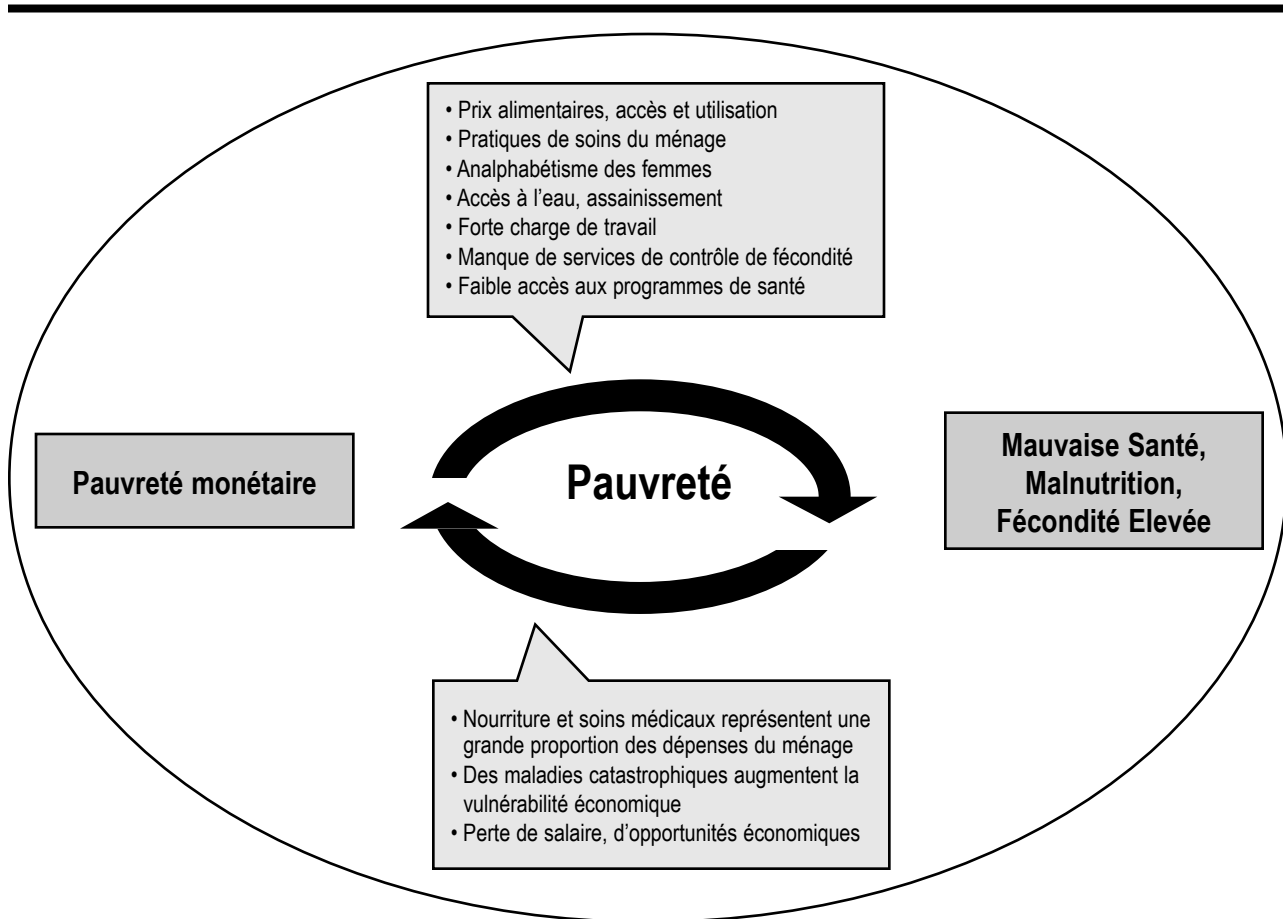 • Prix alimentaires, accès et utilisation
• Pratiques de soins du ménage
• Analphabétisme des femmes
• Accès à l'eau, assainissement
• Forte charge de travail
• Manque de services de contrôle de fécondité
• Faible accès aux programmes de santé
Pauvreté monétaire
Pauvreté
Mauvaise Santé,
Malnutrition,
Fécondité Elevée
• Nourriture et soins médicaux représentent une
grande proportion des dépenses du ménage
• Des maladies catastrophiques augmentent la
vulnérabilité économique
• Perte de salaire, d'opportunités économiques